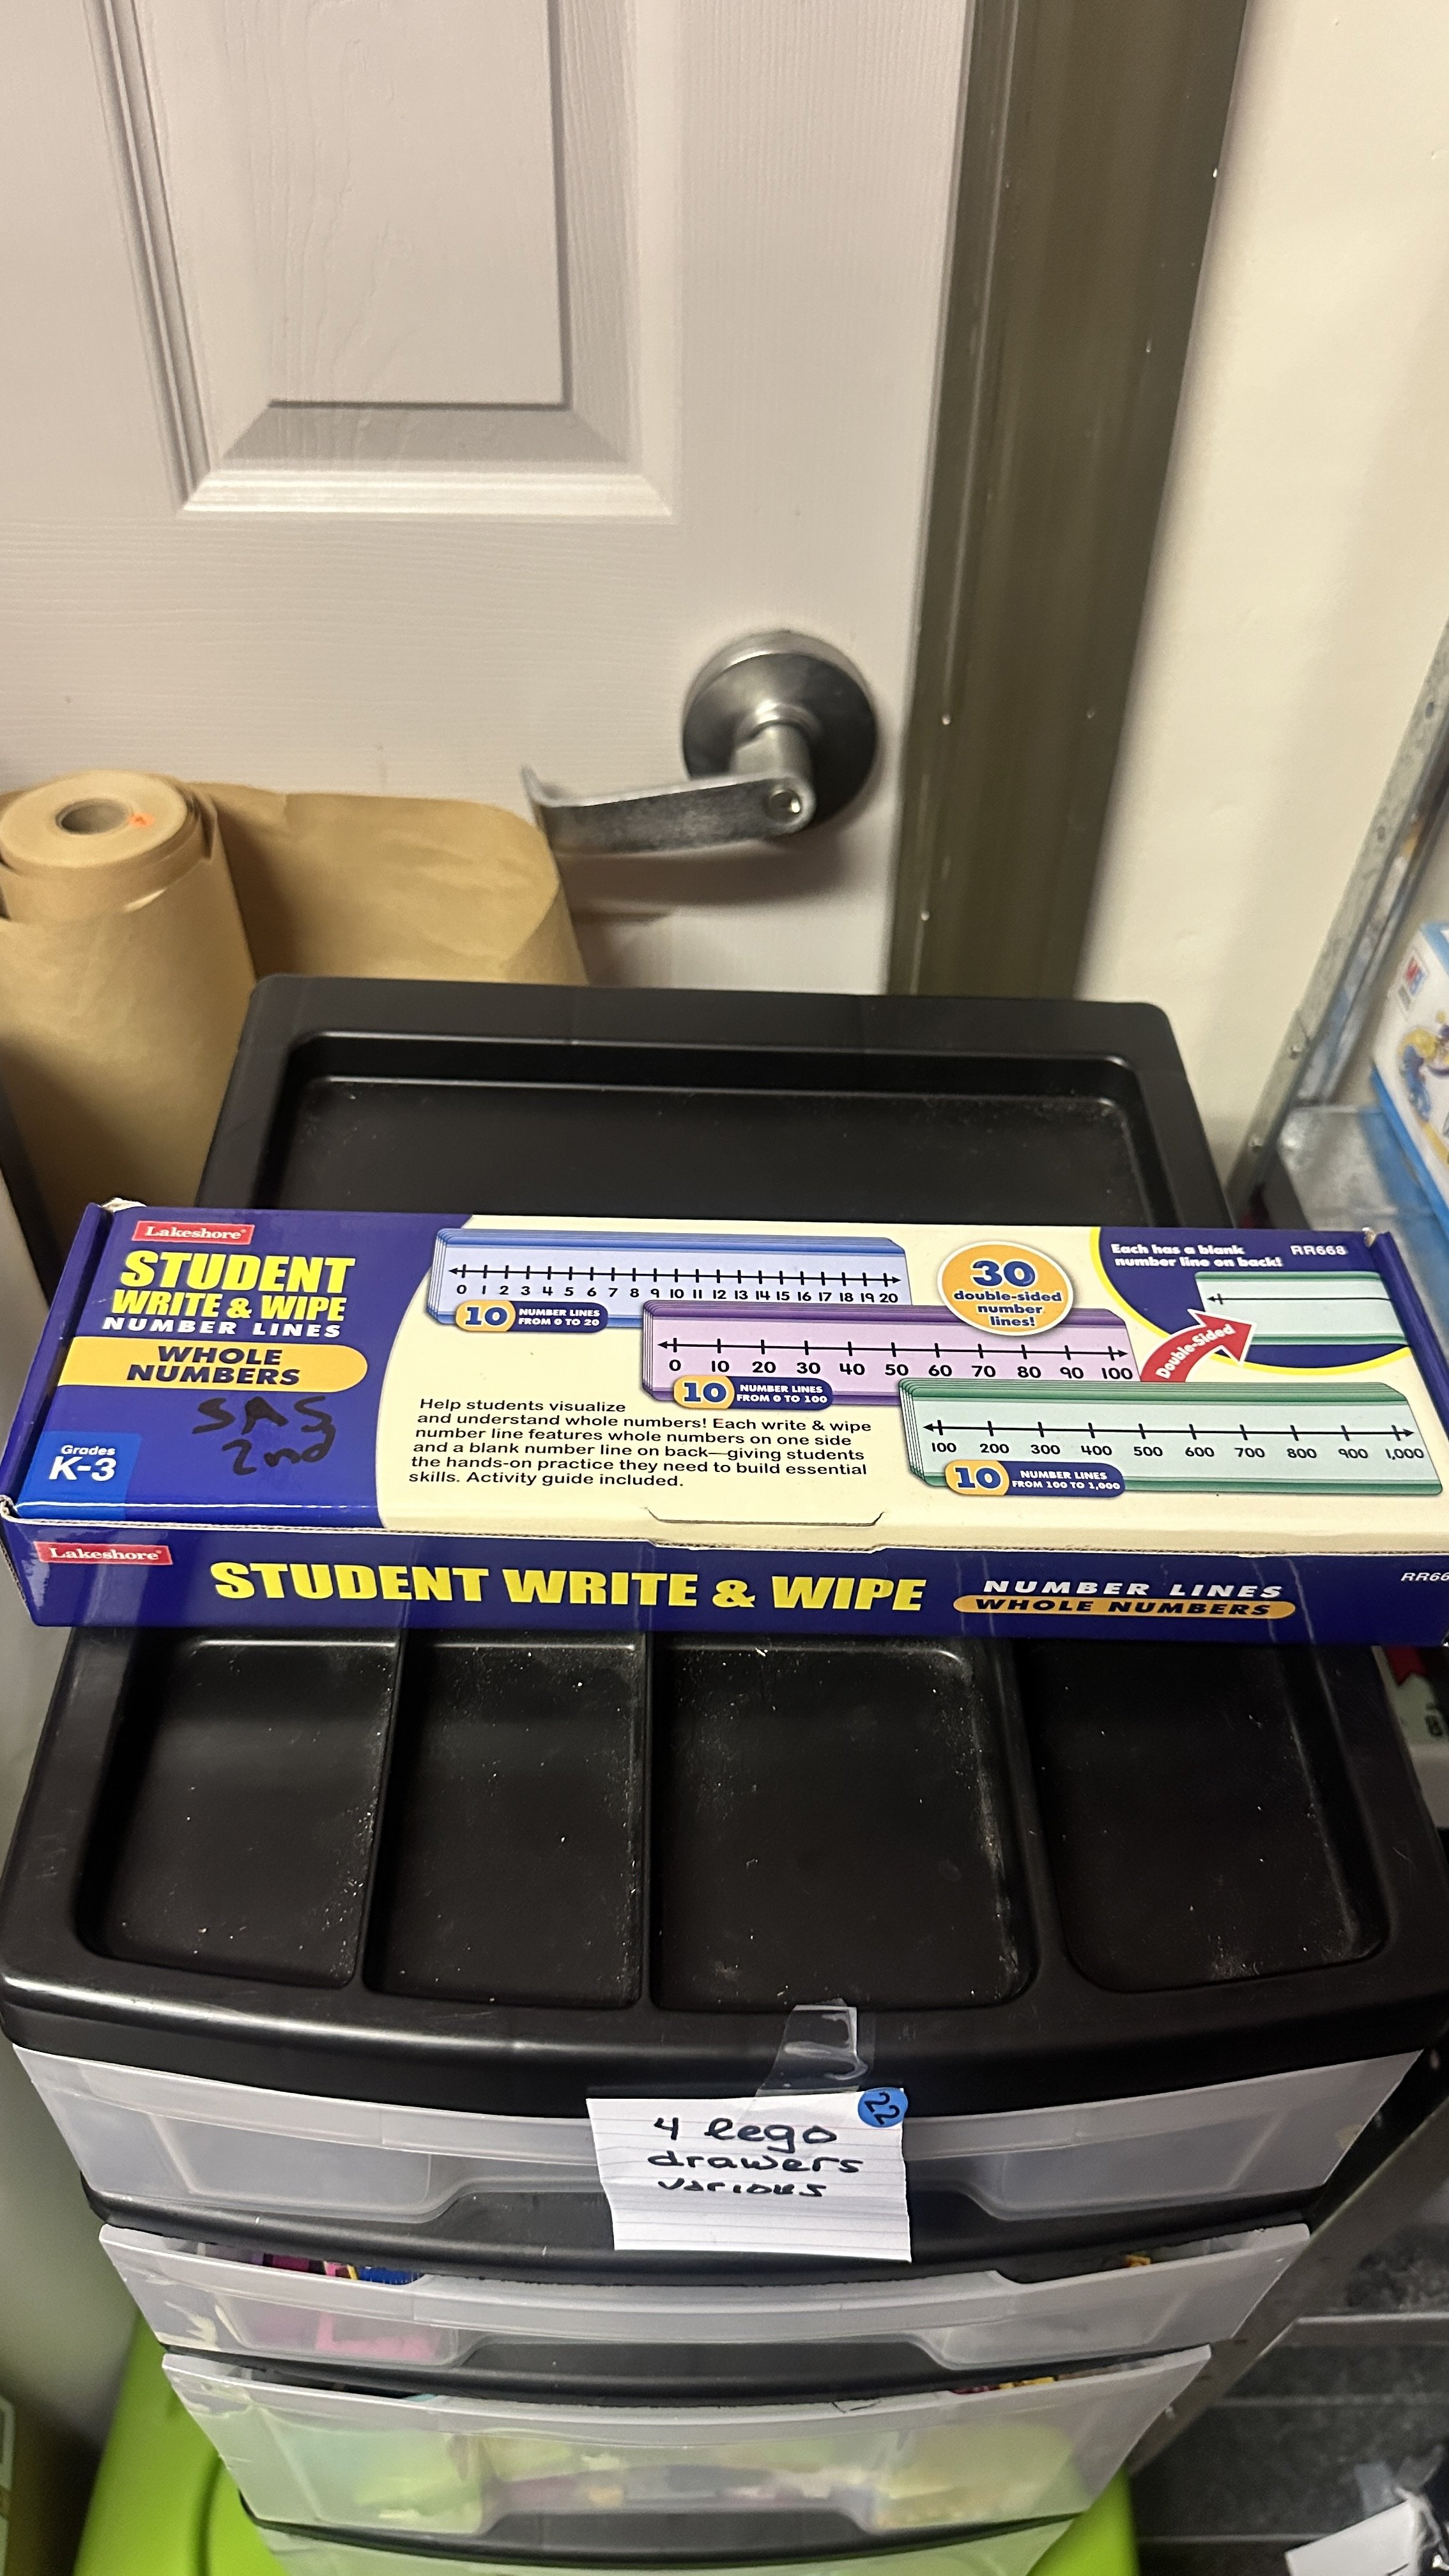 Lakeshore®
STUDENT
WRITE & WIPE
NUMBER LINES
WHOLE
NUMBERS
SAS
2nd
Grades
K-3
0 1 2 3 4 5 6 7 8 9 10 11 12 13 14 15 16 17 18 19 20
10 NUMBER LINES
FROM 0 TO 20
30
double-sided
number
lines!
Each has a blank
number line on back!
RR668
Double-Sided
0 10 20 30 40 50 60 70 80 90 100
10 NUMBER LINES
FROM 0 TO 100
100 200 300 400 500 600 700 800 900 1,000
10 NUMBER LINES
FROM 100 TO 1,000
Help students visualize
and understand whole numbers! Each write & wipe
number line features whole numbers on one side
and a blank number line on back—giving students
the hands-on practice they need to build essential
skills. Activity guide included.
Lakeshore®
STUDENT WRITE & WIPE
NUMBER LINES
WHOLE NUMBERS
RR66
22
4 lego
drawers
various